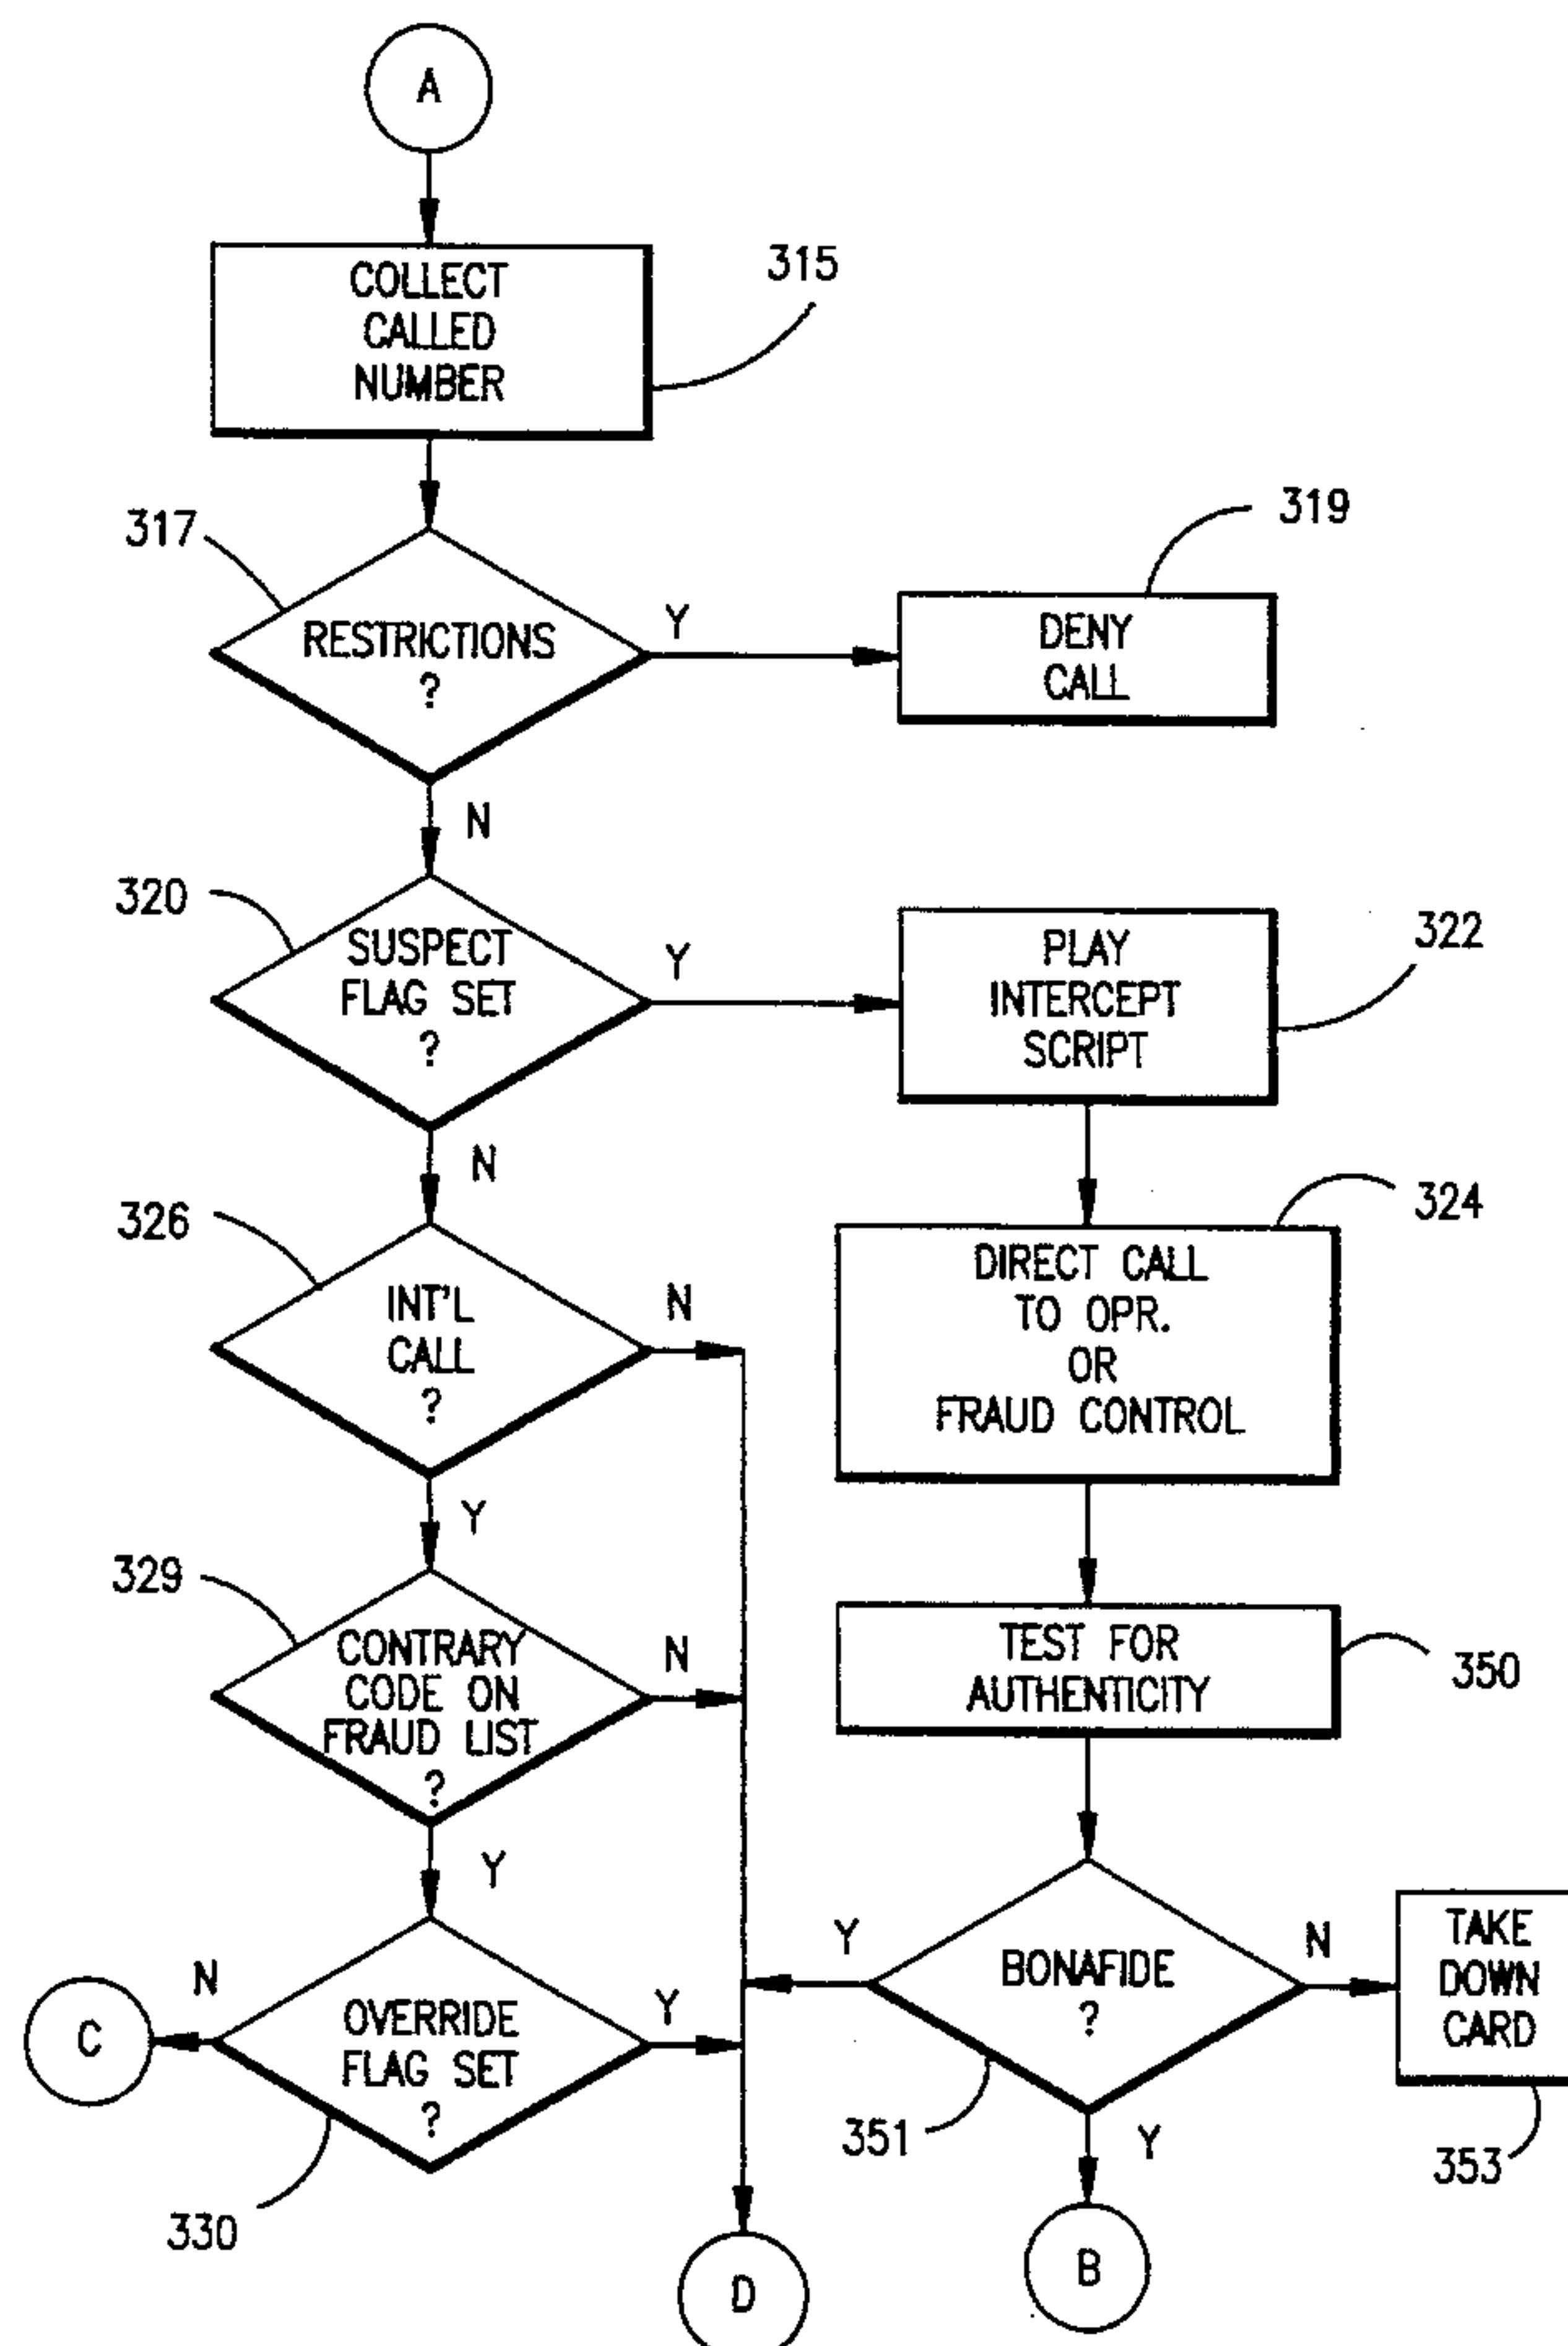 A
COLLECT
CALLED
NUMBER
315
317
RESTRICTIONS
?
Y
DENY
CALL
319
N
320
SUSPECT
FLAG SET
?
Y
PLAY
INTERCEPT
SCRIPT
322
N
326
INT'L
CALL
?
N
DIRECT CALL
TO OPR.
OR
FRAUD CONTROL
324
Y
329
CONTRARY
CODE ON
FRAUD LIST
?
N
TEST FOR
AUTHENTICITY
350
Y
C
N
OVERRIDE
FLAG SET
?
Y
330
Y
BONAFIDE
?
N
351
TAKE
DOWN
CARD
353
Y
D
B